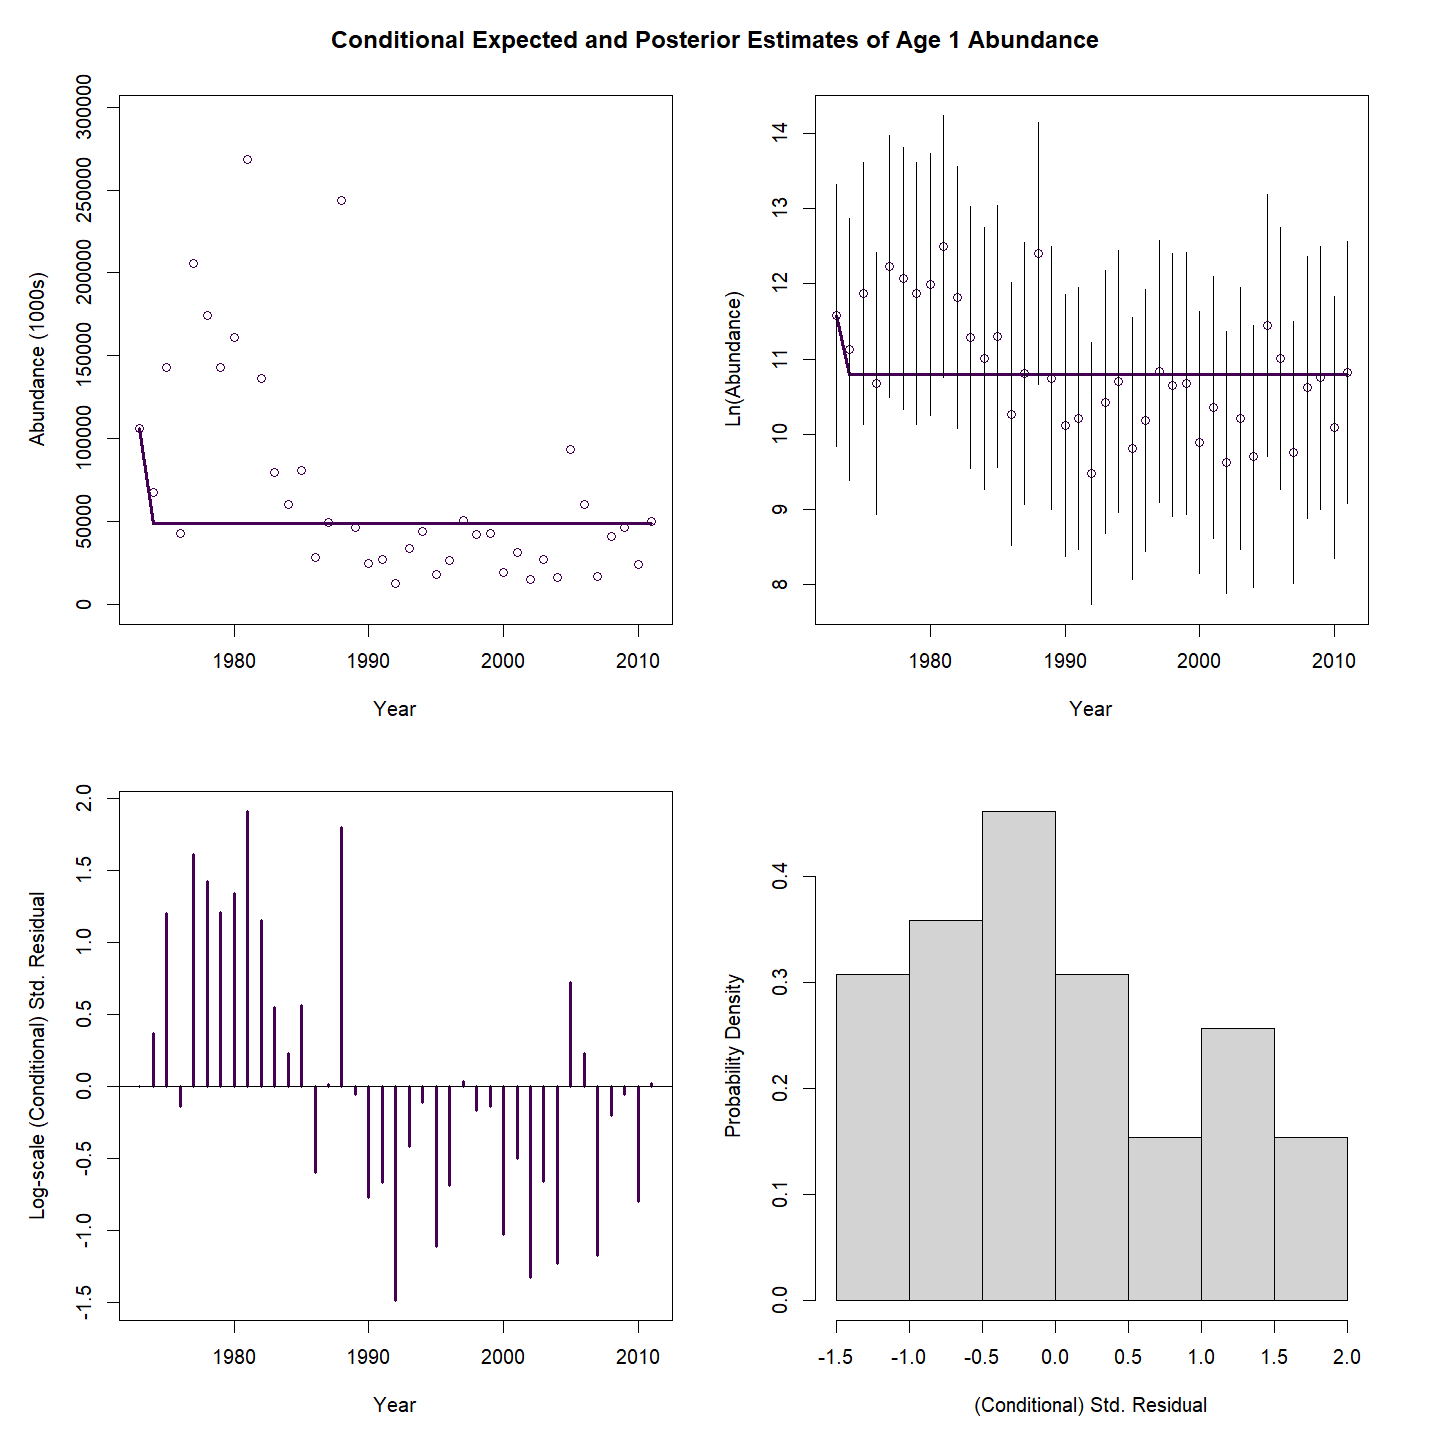 Conditional Expected and Posterior Estimates of Age 1 Abundance
Abundance (1000s)
300000
250000
200000
150000
100000
50000
0
1980 1990 2000 2010
Year
Ln(Abundance)
14
13
12
11
10
9
8
1980 1990 2000 2010
Year
Log-scale (Conditional) Std. Residual
2.0
1.5
1.0
0.5
0.0
-0.5
-1.0
-1.5
1980 1990 2000 2010
Year
Probability Density
0.4
0.3
0.2
0.1
0.0
-1.5 -1.0 -0.5 0.0 0.5 1.0 1.5 2.0
(Conditional) Std. Residual